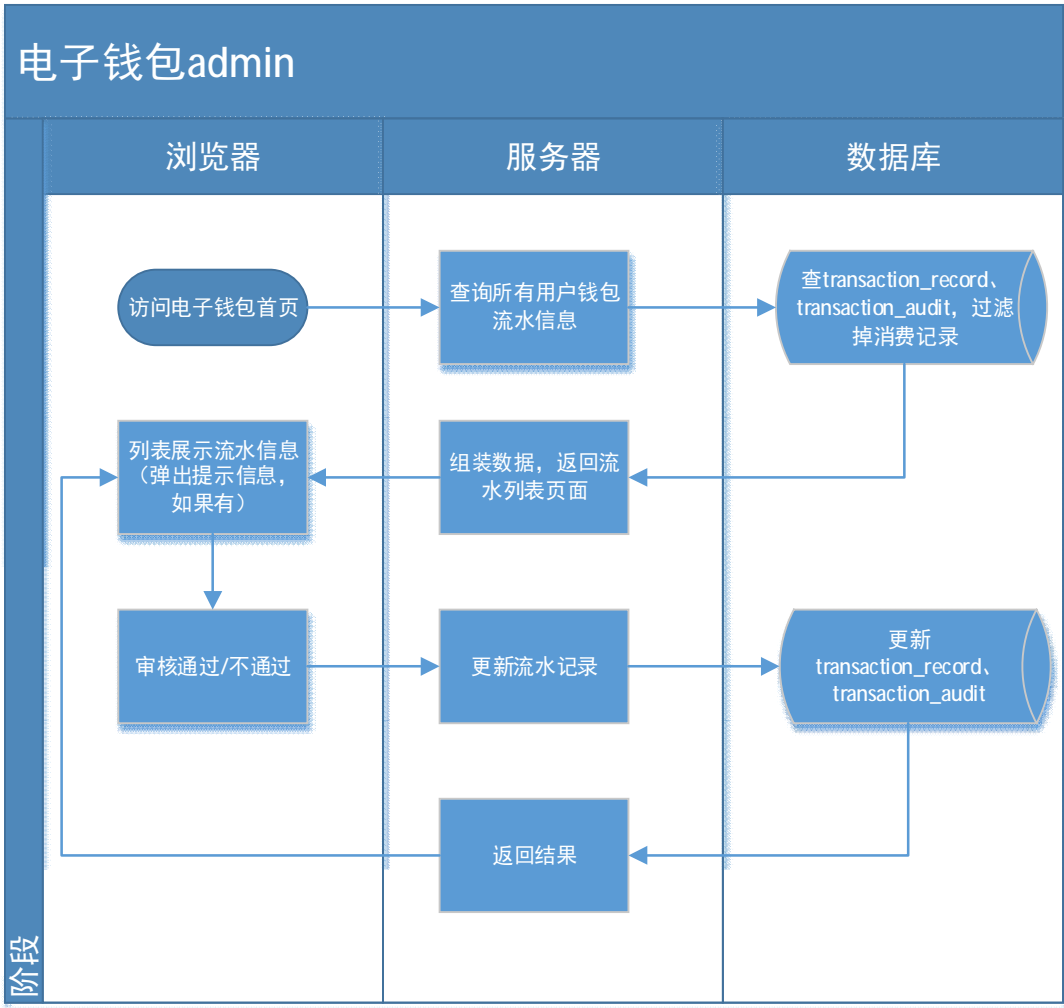 电子钱包admin
浏览器
服务器
数据库
访问电子钱包首页
查询所有用户钱包
流水信息
查transaction_record、
transaction_audit，过滤
掉消费记录
列表展示流水信息
（弹出提示信息，
如果有）
组装数据，返回流
水列表页面
审核通过/不通过
更新流水记录
更新
transaction_record、
transaction_audit
返回结果
阶段